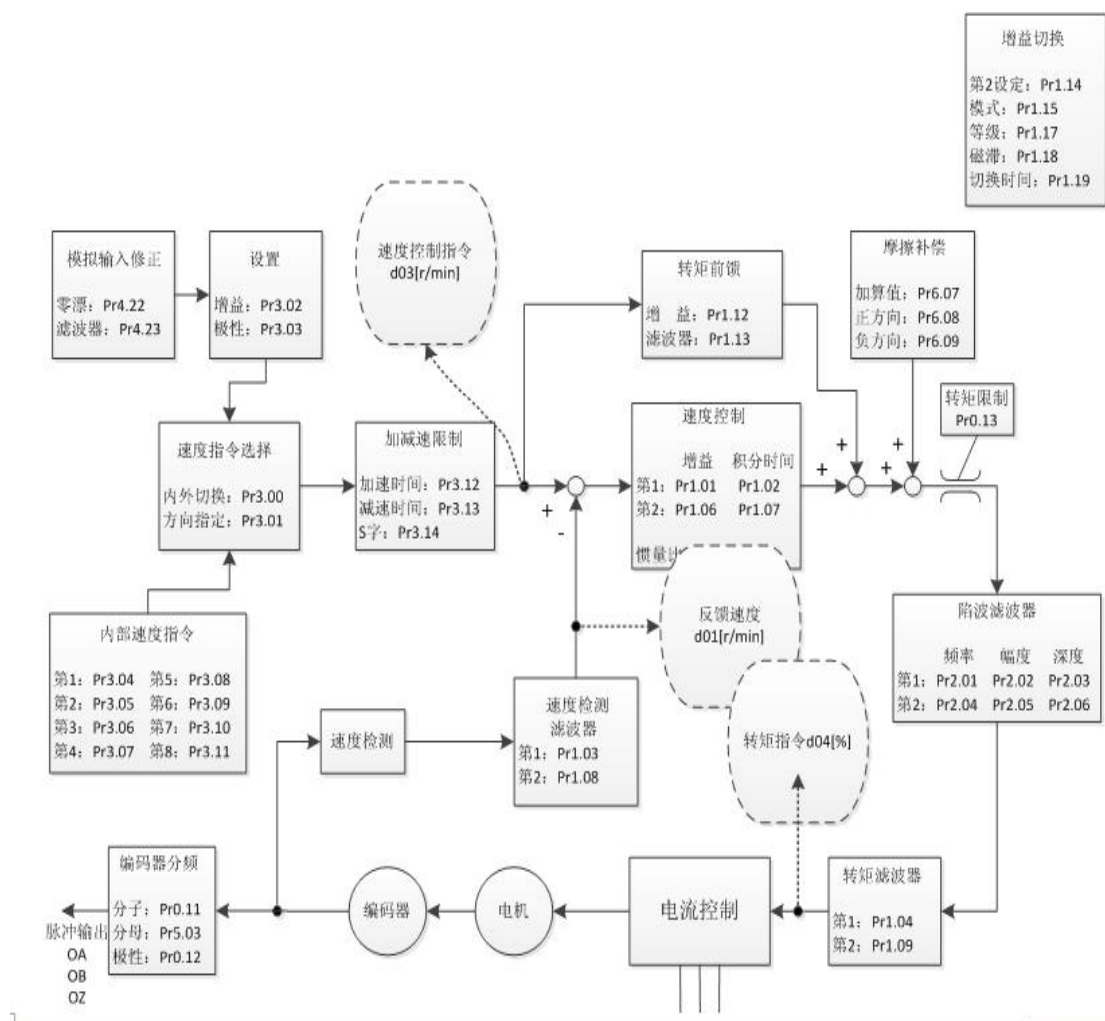 增益切换
第2设定：Pr1.14
模式：Pr1.15
等级：Pr1.17
磁滞：Pr1.18
切换时间：Pr1.19
模拟输入修正
零漂：Pr4.22
滤波器：Pr4.23
设置
增益：Pr3.02
极性：Pr3.03
速度控制指令
d03[r/min]
转矩前馈
增 益：Pr1.12
滤波器：Pr1.13
摩擦补偿
加算值：Pr6.07
正方向：Pr6.08
负方向：Pr6.09
转矩限制
Pr0.13
速度指令选择
内外切换：Pr3.00
方向指定：Pr3.01
加减速限制
加速时间：Pr3.12
减速时间：Pr3.13
S字：Pr3.14
+
-
速度控制
增益 积分时间
第1：Pr1.01 Pr1.02
第2：Pr1.06 Pr1.07
惯量
+
+
+
+
内部速度指令
第1：Pr3.04 第5：Pr3.08
第2：Pr3.05 第6：Pr3.09
第3：Pr3.06 第7：Pr3.10
第4：Pr3.07 第8：Pr3.11
反馈速度
d01[r/min]
陷波滤波器
频率 幅度 深度
第1：Pr2.01 Pr2.02 Pr2.03
第2：Pr2.04 Pr2.05 Pr2.06
速度检测
速度检测
滤波器
第1：Pr1.03
第2：Pr1.08
转矩指令d04[%]
编码器分频
分子：Pr0.11
分母：Pr5.03
极性：Pr0.12
脉冲输出
OA
OB
OZ
编码器
电机
电流控制
转矩滤波器
第1：Pr1.04
第2：Pr1.09